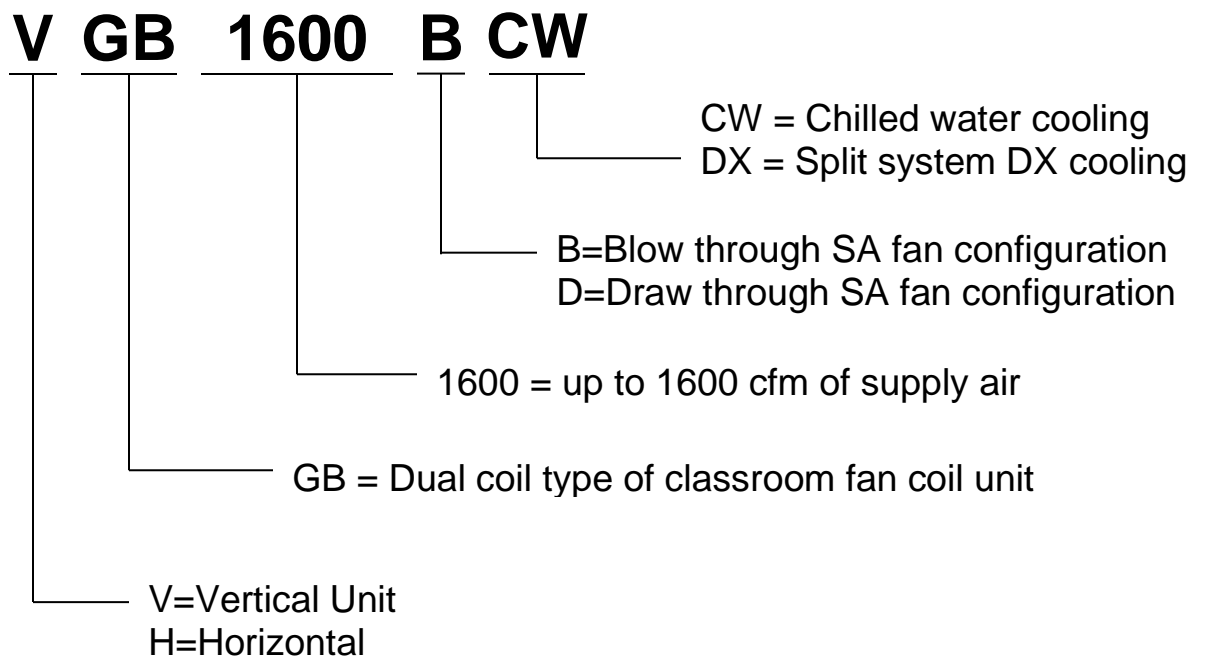 V GB 1600 B CW
CW = Chilled water cooling
DX = Split system DX cooling
B=Blow through SA fan configuration
D=Draw through SA fan configuration
1600 = up to 1600 cfm of supply air
GB = Dual coil type of classroom fan coil unit
V=Vertical Unit
H=Horizontal